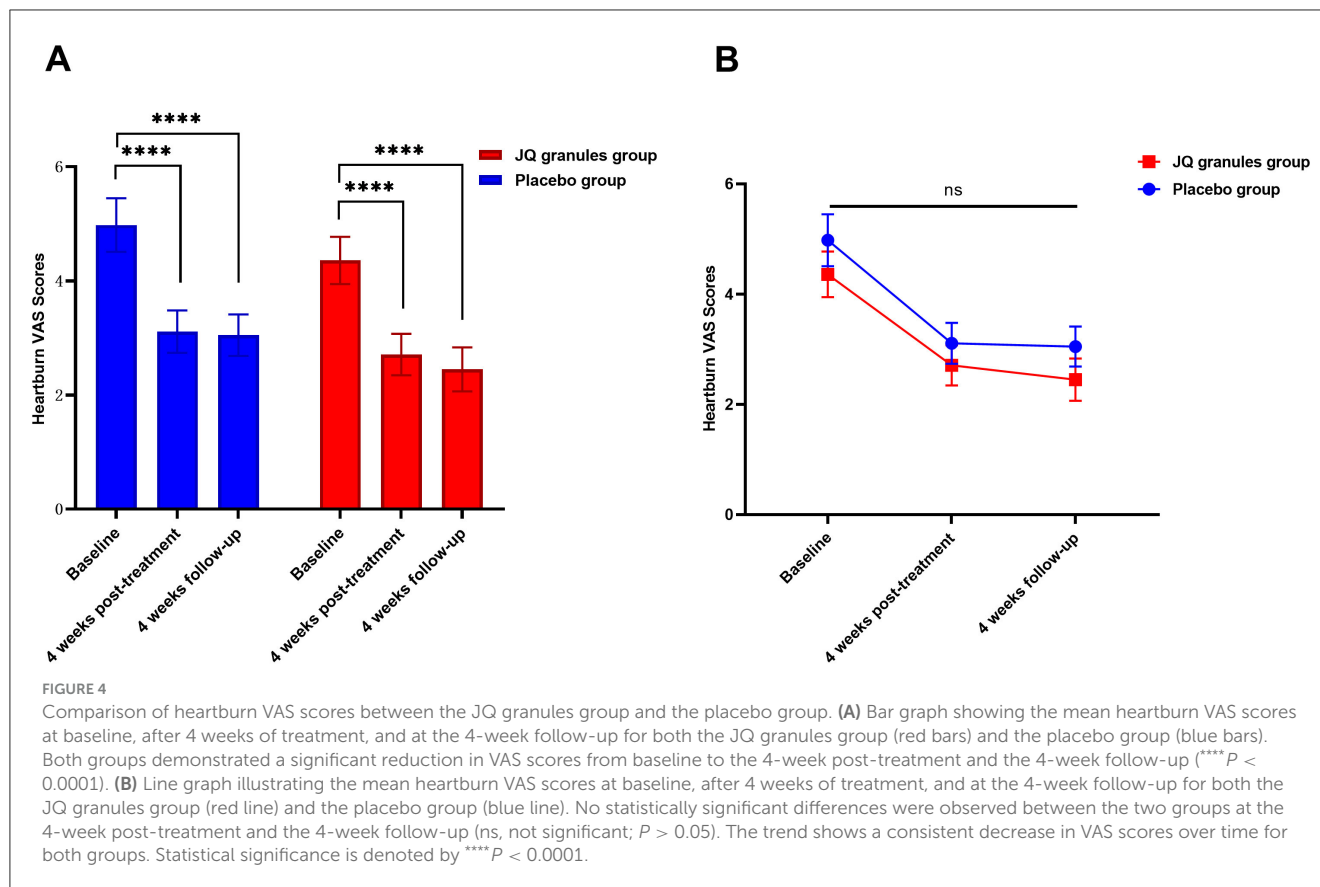 A
B
****
****
****
****
JQ granules group
Placebo group
6
4
2
0
Heartburn VAS Scores
Baseline
4 weeks post-treatment
4 weeks follow-up
Baseline
4 weeks post-treatment
4 weeks follow-up
JQ granules group
Placebo group
ns
6
4
2
0
Heartburn VAS Scores
Baseline
4 weeks post-treatment
4 weeks follow-up
FIGURE 4
Comparison of heartburn VAS scores between the JQ granules group and the placebo group. (A) Bar graph showing the mean heartburn VAS scores
at baseline, after 4 weeks of treatment, and at the 4-week follow-up for both the JQ granules group (red bars) and the placebo group (blue bars).
Both groups demonstrated a significant reduction in VAS scores from baseline to the 4-week post-treatment and the 4-week follow-up (****P <
0.0001). (B) Line graph illustrating the mean heartburn VAS scores at baseline, after 4 weeks of treatment, and at the 4-week follow-up for both the
JQ granules group (red line) and the placebo group (blue line). No statistically significant differences were observed between the two groups at the
4-week post-treatment and the 4-week follow-up (ns, not significant; P > 0.05). The trend shows a consistent decrease in VAS scores over time for
both groups. Statistical significance is denoted by ****P < 0.0001.